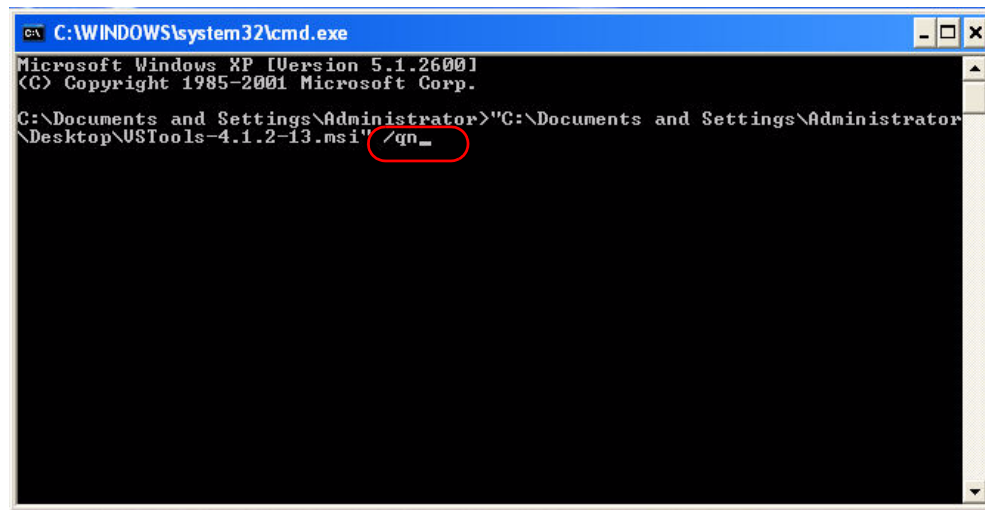 C:\WINDOWS\system32\cmd.exe
Microsoft Windows XP [Version 5.1.2600]
(C) Copyright 1985-2001 Microsoft Corp.
C:\Documents and Settings\Administrator>"C:\Documents and Settings\Administrator
\Desktop\VSTools-4.1.2-13.msi" /qn_